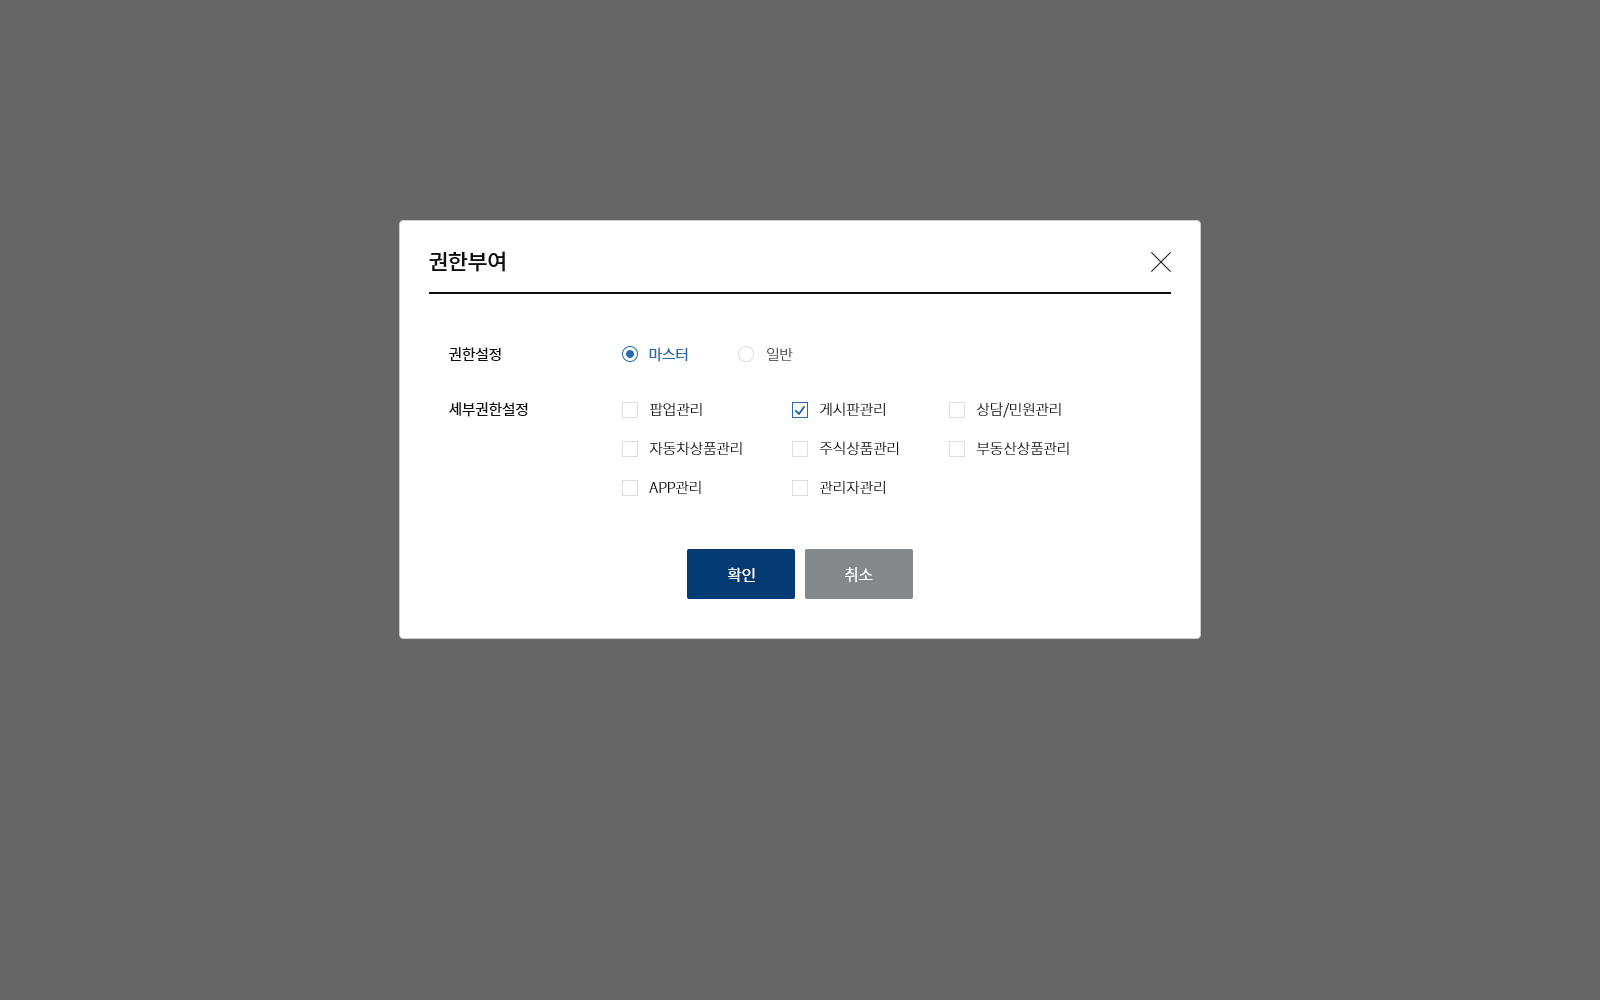 권한부여
권한설정 마스터 일반
세부권한설정 팝업관리 게시판관리 상담/민원관리
자동차상품관리 주식상품관리 부동산상품관리
APP관리 관리자관리
확인 취소